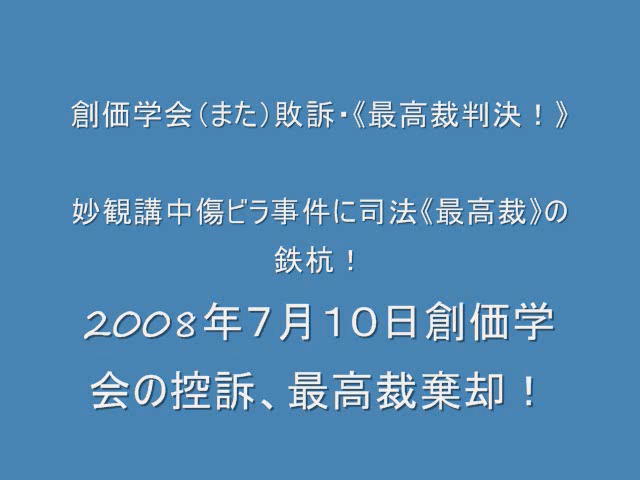 創価学会（また）敗訴・《最高裁判決！》
妙観講中傷ビラ事件に司法《最高裁》の
鉄杭！
2008年７月１０日創価学
会の控訴、最高裁棄却！